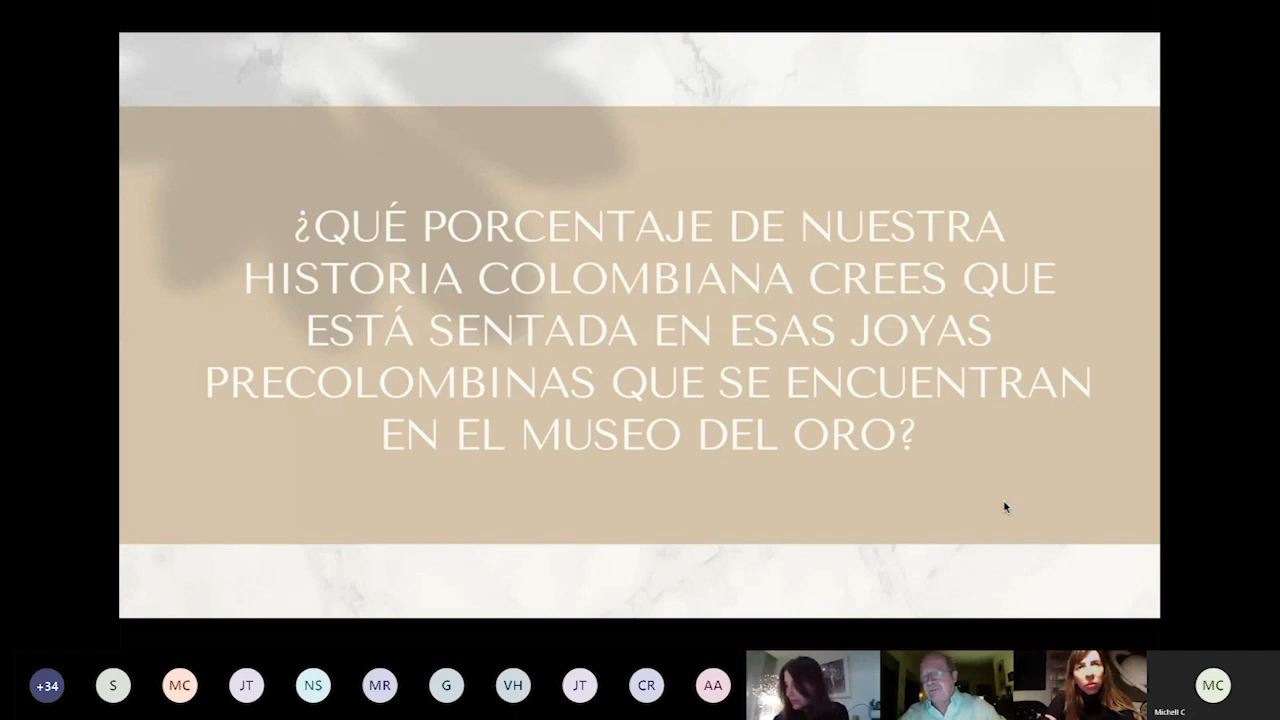 ¿QUÉ PORCENTAJE DE NUESTRA
HISTORIA COLOMBIANA CREES QUE
ESTÁ SENTADA EN ESAS JOYAS
PRECOLOMBINAS QUE SE ENCUENTRAN
EN EL MUSEO DEL ORO?
+34 S MC JT NS MR G VH JT CR AA MC
Michell C